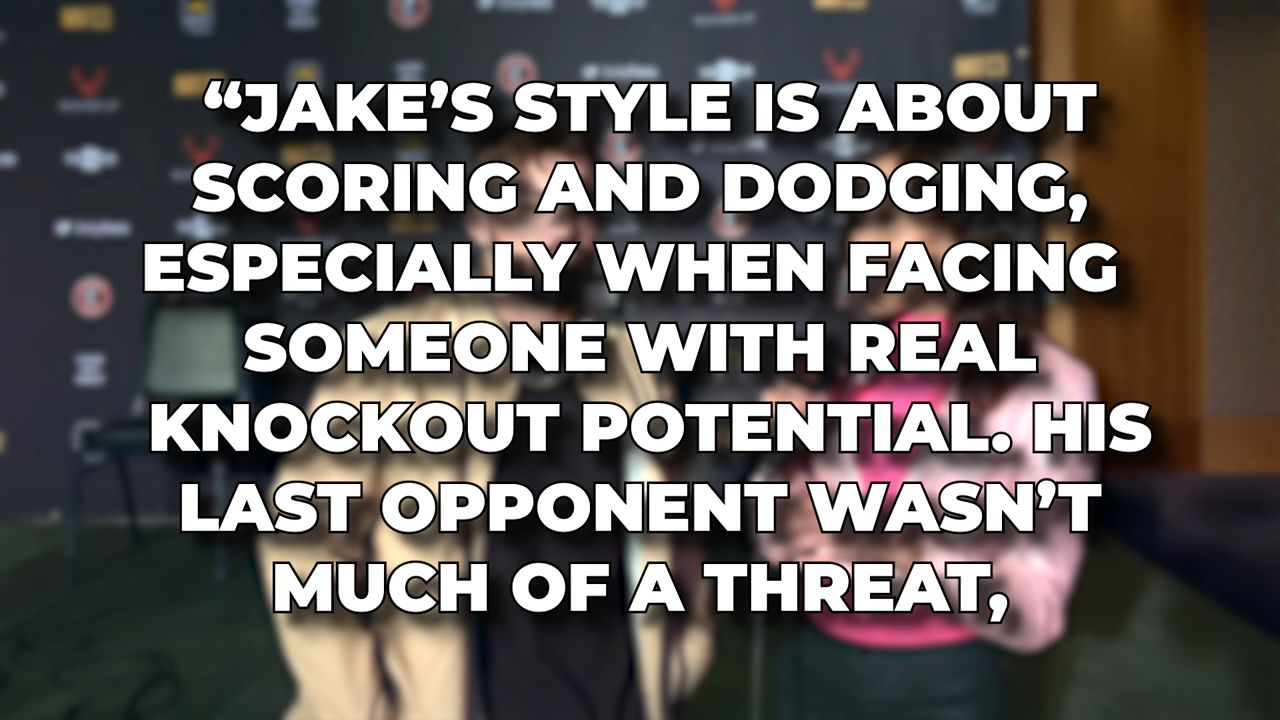 “JAKE’S STYLE IS ABOUT
SCORING AND DODGING,
ESPECIALLY WHEN FACING
SOMEONE WITH REAL
KNOCKOUT POTENTIAL. HIS
LAST OPPONENT WASN’T
MUCH OF A THREAT,